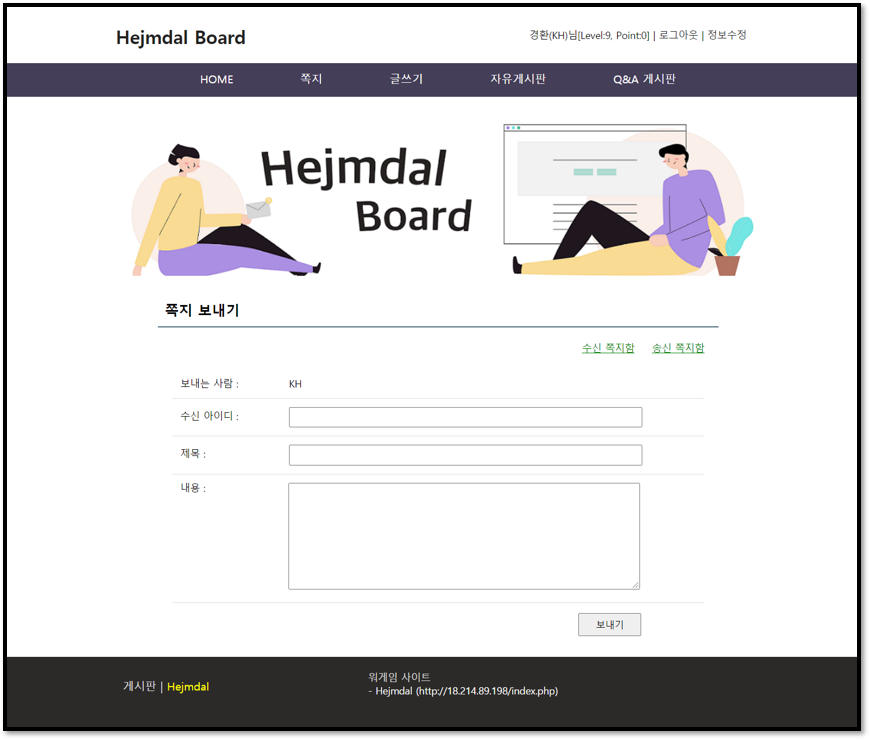 Hejmdal Board
경환(KH)님[Level:9, Point:0] | 로그아웃 | 정보수정
HOME 쪽지 글쓰기 자유게시판 Q&A 게시판
Hejmdal
Board
쪽지 보내기
수신 쪽지함 송신 쪽지함
보내는 사람 : KH
수신 아이디 :
제목 :
내용 :
보내기
워게임 사이트
게시판 | Hejmdal
- Hejmdal (http://18.214.89.198/index.php)